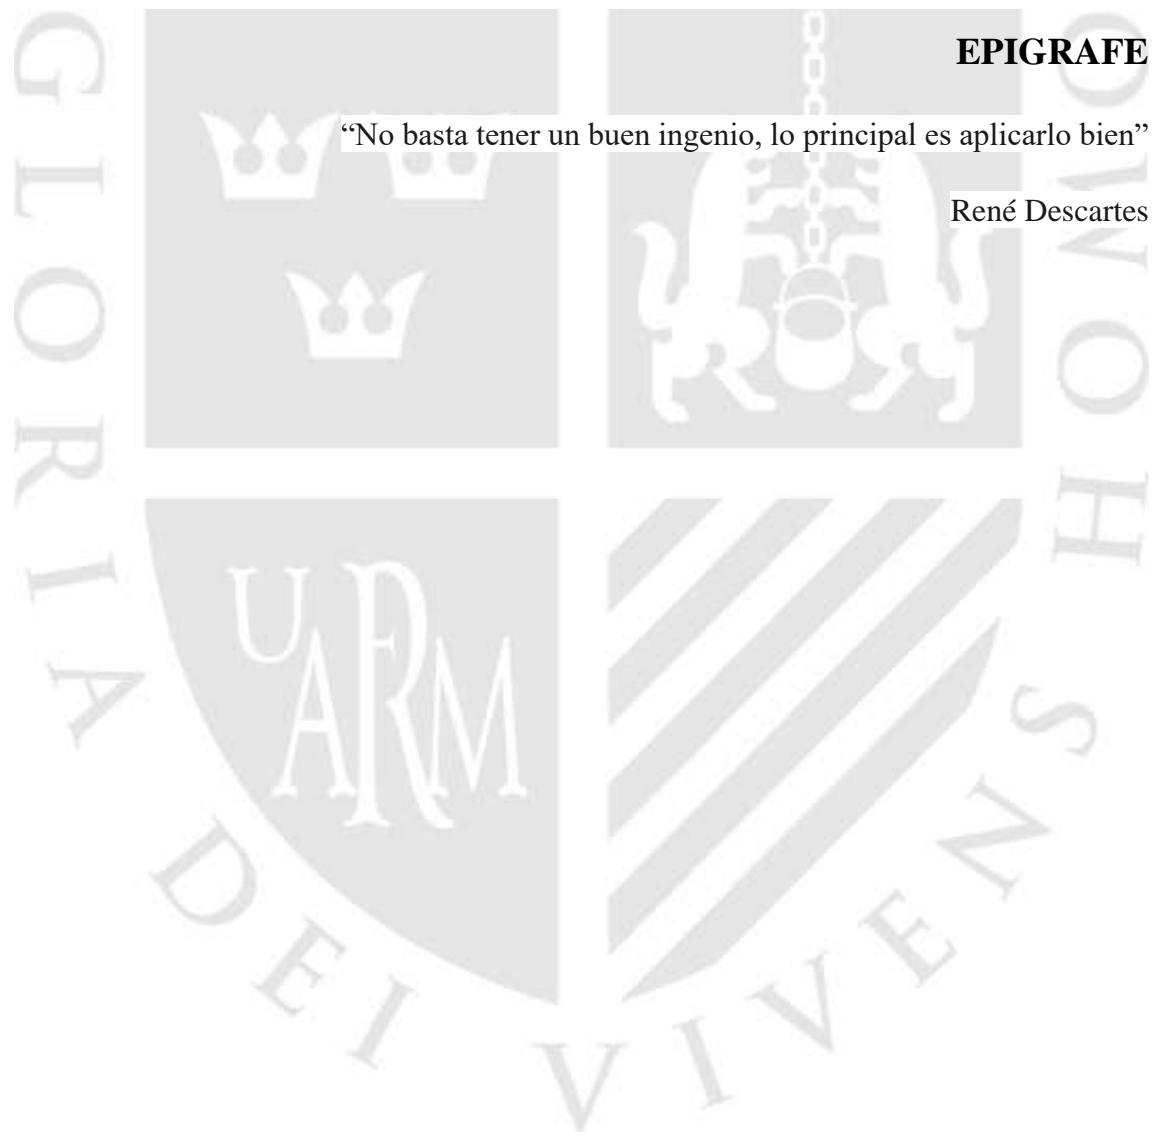 EPIGRAFE
“No basta tener un buen ingenio, lo principal es aplicarlo bien”
René Descartes
GLORIA DEI VIVENS HOMO
UARM